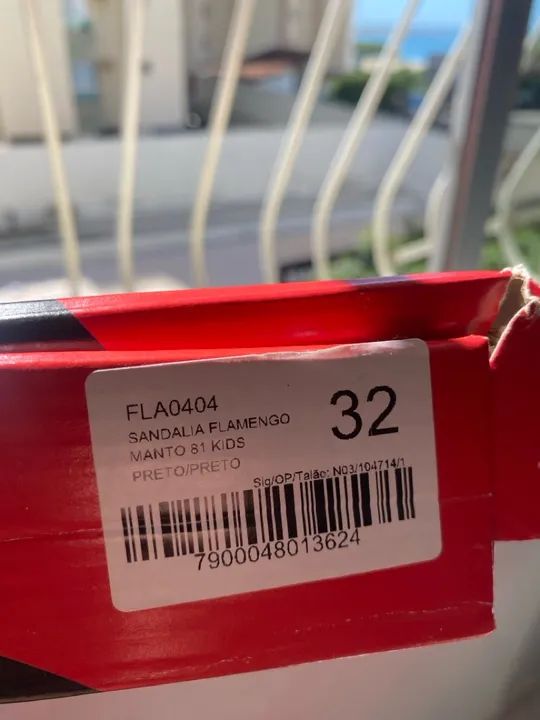 FLA0404
32
SANDALIA FLAMENGO
MANTO 81 KIDS
PRETO/PRETO
Sig/OP/Talão: N03/104714/1
7900048013624